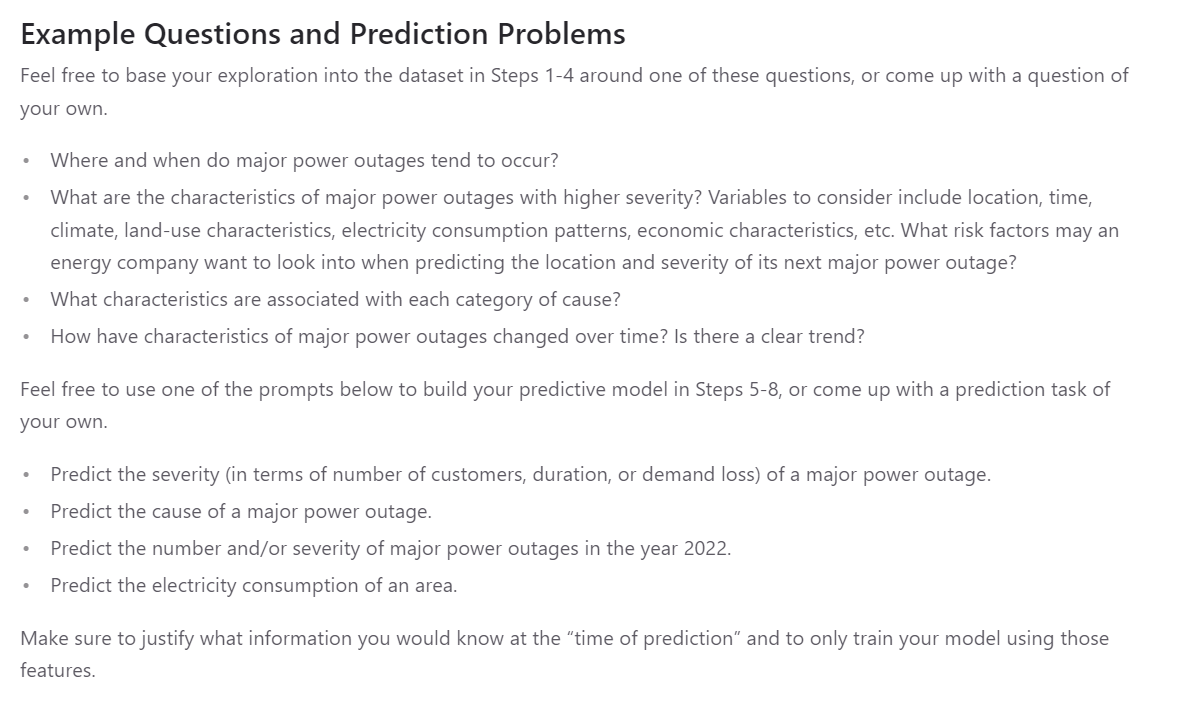 Example Questions and Prediction Problems
Feel free to base your exploration into the dataset in Steps 1-4 around one of these questions, or come up with a question of
your own.
• Where and when do major power outages tend to occur?
• What are the characteristics of major power outages with higher severity? Variables to consider include location, time,
climate, land-use characteristics, electricity consumption patterns, economic characteristics, etc. What risk factors may an
energy company want to look into when predicting the location and severity of its next major power outage?
• What characteristics are associated with each category of cause?
• How have characteristics of major power outages changed over time? Is there a clear trend?
Feel free to use one of the prompts below to build your predictive model in Steps 5-8, or come up with a prediction task of
your own.
• Predict the severity (in terms of number of customers, duration, or demand loss) of a major power outage.
• Predict the cause of a major power outage.
• Predict the number and/or severity of major power outages in the year 2022.
• Predict the electricity consumption of an area.
Make sure to justify what information you would know at the “time of prediction” and to only train your model using those
features.